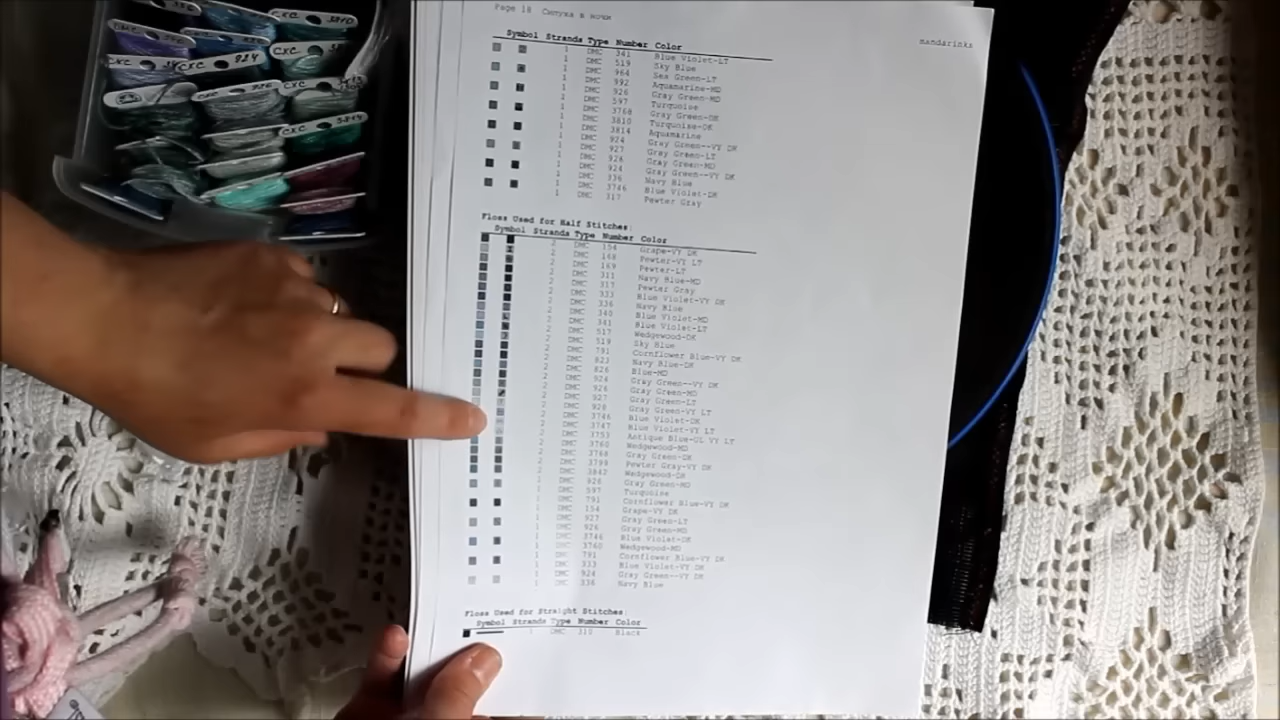 CXC 3810
CXC
CXC 824
CXC
CXC 3814
Page 18 в ночи
mandarinka
Symbol Strands Type Number Color
1 DMC 341 Blue Violet-LT
1 DMC 519 Sky Blue
1 DMC 964 Sea Green-LT
1 DMC 992 Aquamarine-MD
1 DMC 926 Gray Green-MD
1 DMC 597 Turquoise
1 DMC 3768 Gray Green-DK
1 DMC 3810 Turquoise-DK
1 DMC 3814 Aquamarine
1 DMC 924 Gray Green--VY DK
1 DMC 927 Gray Green-LT
1 DMC 926 Gray Green-MD
1 DMC 924 Gray Green--VY DK
1 DMC 336 Navy Blue
1 DMC 3746 Blue Violet-DK
1 DMC 317 Pewter Gray
Floss Used for Half Stitches:
Symbol Strands Type Number Color
2 DMC 154 Grape-VY DK
2 DMC 168 Pewter-VY LT
2 DMC 169 Pewter-LT
2 DMC 311 Navy Blue-MD
2 DMC 317 Pewter Gray
2 DMC 333 Blue Violet-VY DK
2 DMC 336 Navy Blue
2 DMC 340 Blue Violet-MD
2 DMC 341 Blue Violet-LT
2 DMC 517 Wedgewood-DK
2 DMC 519 Sky Blue
2 DMC 791 Cornflower Blue-VY DK
2 DMC 823 Navy Blue-DK
2 DMC 826 Blue-MD
2 DMC 924 Gray Green--VY DK
2 DMC 926 Gray Green-MD
2 DMC 927 Gray Green-LT
2 DMC 928 Gray Green-VY LT
2 DMC 3746 Blue Violet-DK
2 DMC 3747 Blue Violet-VY LT
2 DMC 3753 Antique Blue-UL VY LT
2 DMC 3760 Wedgewood-MD
2 DMC 3768 Gray Green-DK
2 DMC 3799 Pewter Gray-VY DK
2 DMC 3842 Wedgewood-DK
DMC Gray Green-MD
1 DMC 597 Turquoise
1 DMC 791 Cornflower Blue-VY DK
1 DMC 154 Grape-VY DK
1 DMC 927 Gray Green-LT
1 DMC 926 Gray Green-MD
1 DMC 3746 Blue Violet-DK
1 DMC 3760 Wedgewood-MD
1 DMC 791 Cornflower Blue-VY DK
1 DMC 333 Blue Violet-VY DK
1 DMC 924 Gray Green--VY DK
1 DMC 336 Navy Blue
Floss Used for Straight Stitches:
Symbol Strands Type Number Color
1 DMC 310 Black